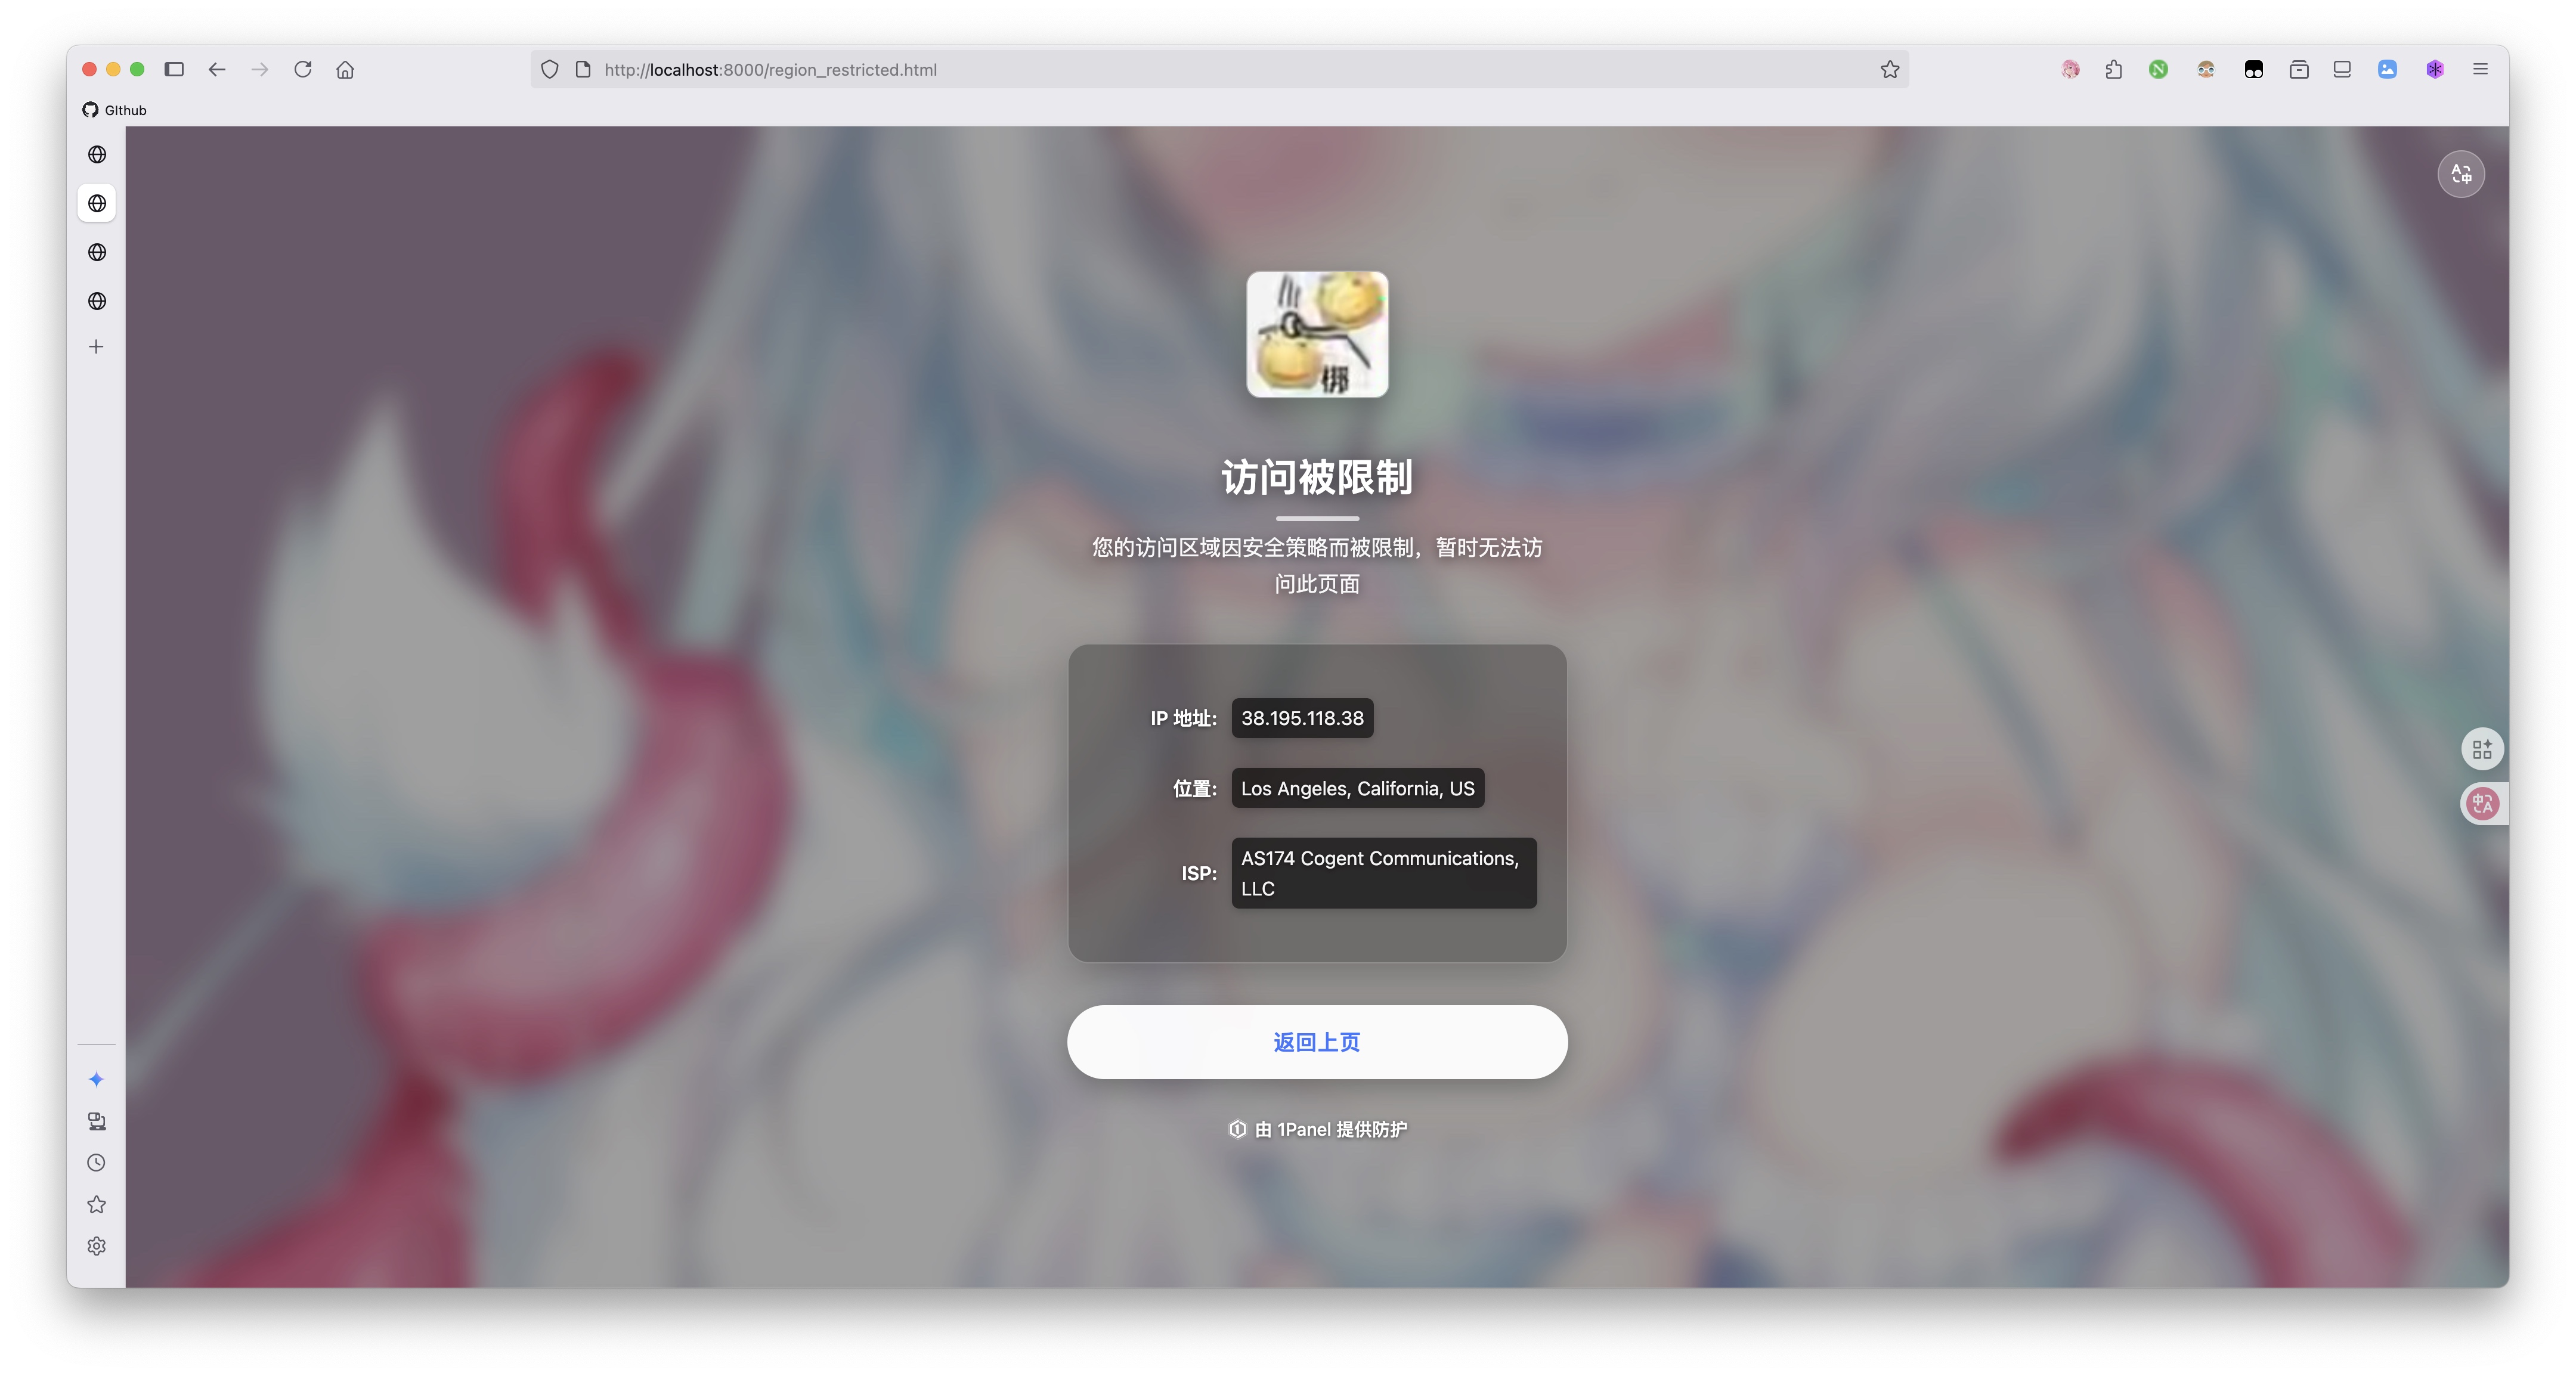 http://localhost:8000/region_restricted.html
GIthub
绑
访问被限制
您的访问区域因安全策略而被限制，暂时无法访
问此页面
IP 地址:
38.195.118.38
位置:
Los Angeles, California, US
ISP:
AS174 Cogent Communications,
LLC
返回上页
由 1Panel 提供防护